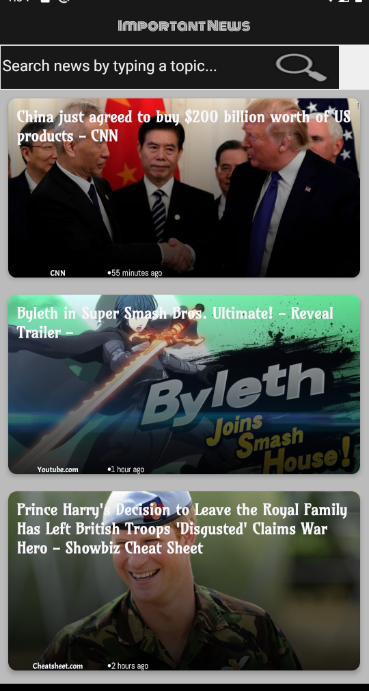 ImportantNews
Search news by typing a topic...
China just agreed to buy $200 billion worth of US
products - CNN
CNN
•55 minutes ago
Byleth in Super Smash Bros. Ultimate! - Reveal
Trailer -
Byleth
Joins
Smash
House!
Youtube.com
•1 hour ago
Prince Harry's Decision to Leave the Royal Family
Has Left British Troops 'Disgusted' Claims War
Hero - Showbiz Cheat Sheet
Cheatsheet.com
•2 hours ago